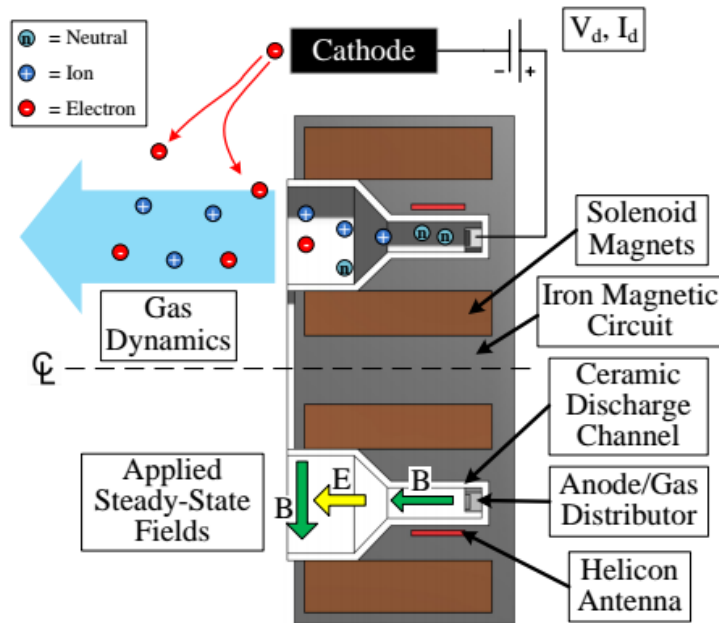 = Neutral
= Ion
= Electron
n
+
-
Cathode
- +
V_d, I_d
n n
n
Solenoid
Magnets
Iron Magnetic
Circuit
Gas
Dynamics
℄
Ceramic
Discharge
Channel
Applied
Steady-State
Fields
B
E
B
Anode/Gas
Distributor
Helicon
Antenna